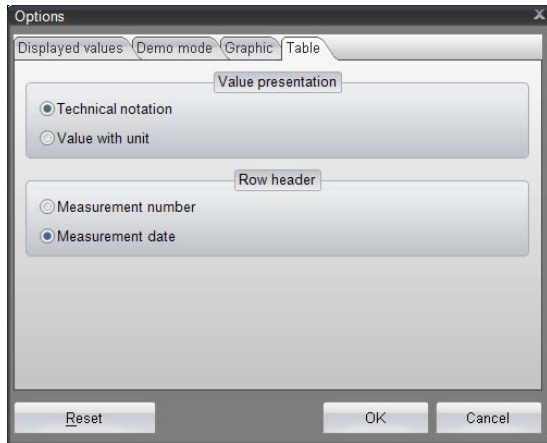 Options x
Displayed values Demo mode Graphic Table
Value presentation
Technical notation
Value with unit
Row header
Measurement number
Measurement date
Reset OK Cancel